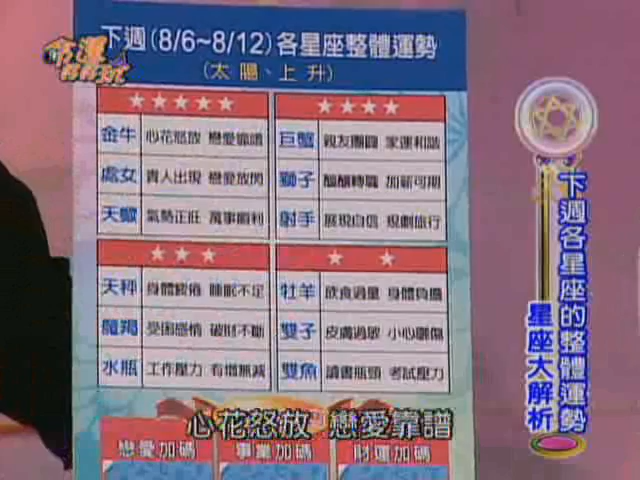 命運好好玩
下週(8/6~8/12)各星座整體運勢
(太陽、上升)
★★★★★
金牛 心花怒放 戀愛靠譜
處女 貴人出現 戀愛放閃
天蠍 氣勢正旺 萬事順利
★★★★
巨蟹 親友團圓 家運和諧
獅子 醞釀轉職 加薪可期
射手 展現自信 規劃旅行
★★★
天秤 身體疲倦 睡眠不足
魔羯 受困感情 破財不斷
水瓶 工作壓力 有增無減
★ ★
牡羊 飲食過量 身體負擔
雙子 皮膚過敏 小心曬傷
雙魚 讀書瓶頸 考試壓力
戀愛加碼
事業加碼
財運加碼
下週各星座的整體運勢
星座大解析
心花怒放 戀愛靠譜